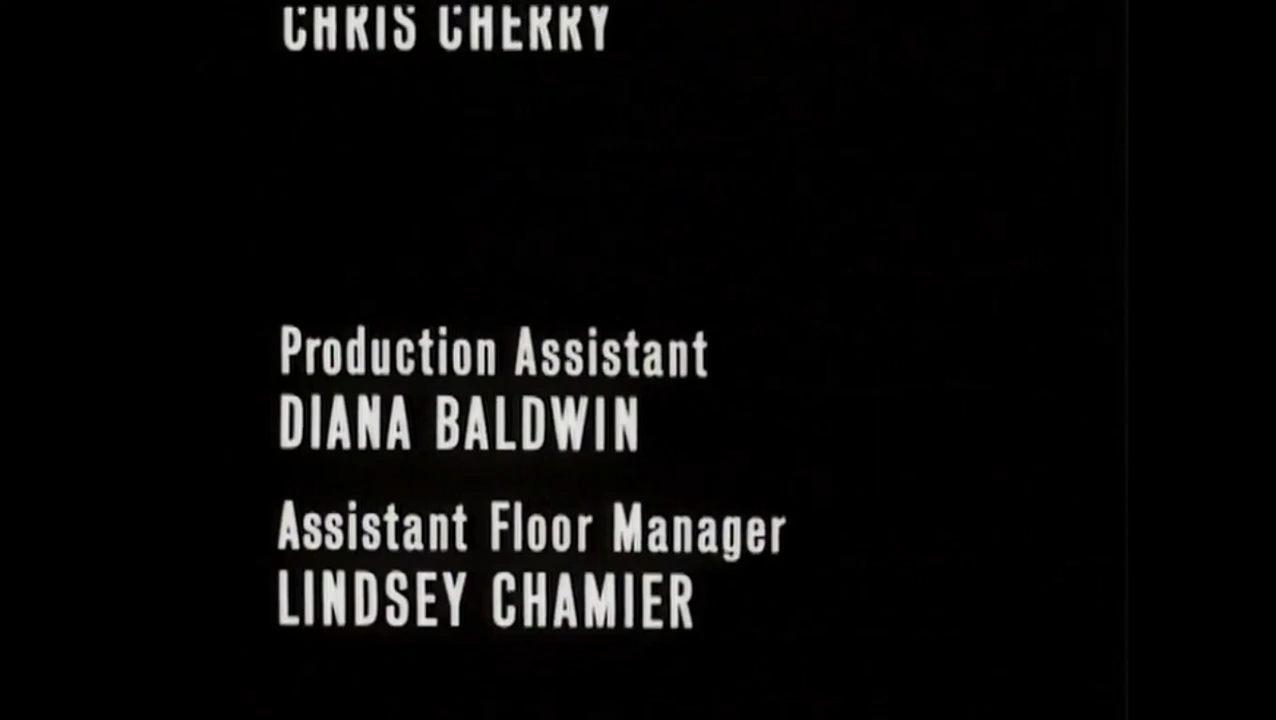 CHRIS CHERRY
Production Assistant
DIANA BALDWIN
Assistant Floor Manager
LINDSEY CHAMIER